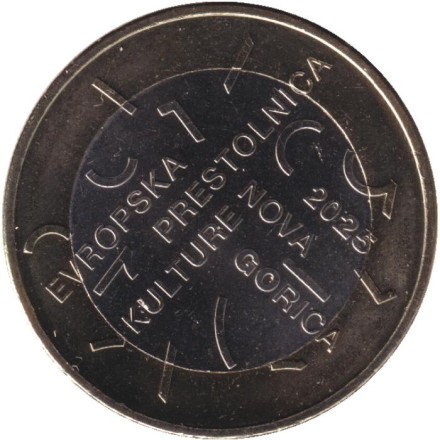 EVROPSKA
PRESTOLNICA
KULTURE NOVA
GORICA 2025